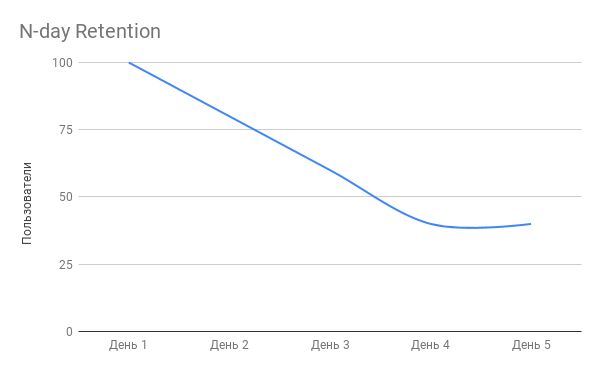 N-day Retention
Пользователи
100
75
50
25
0
День 1
День 2
День 3
День 4
День 5